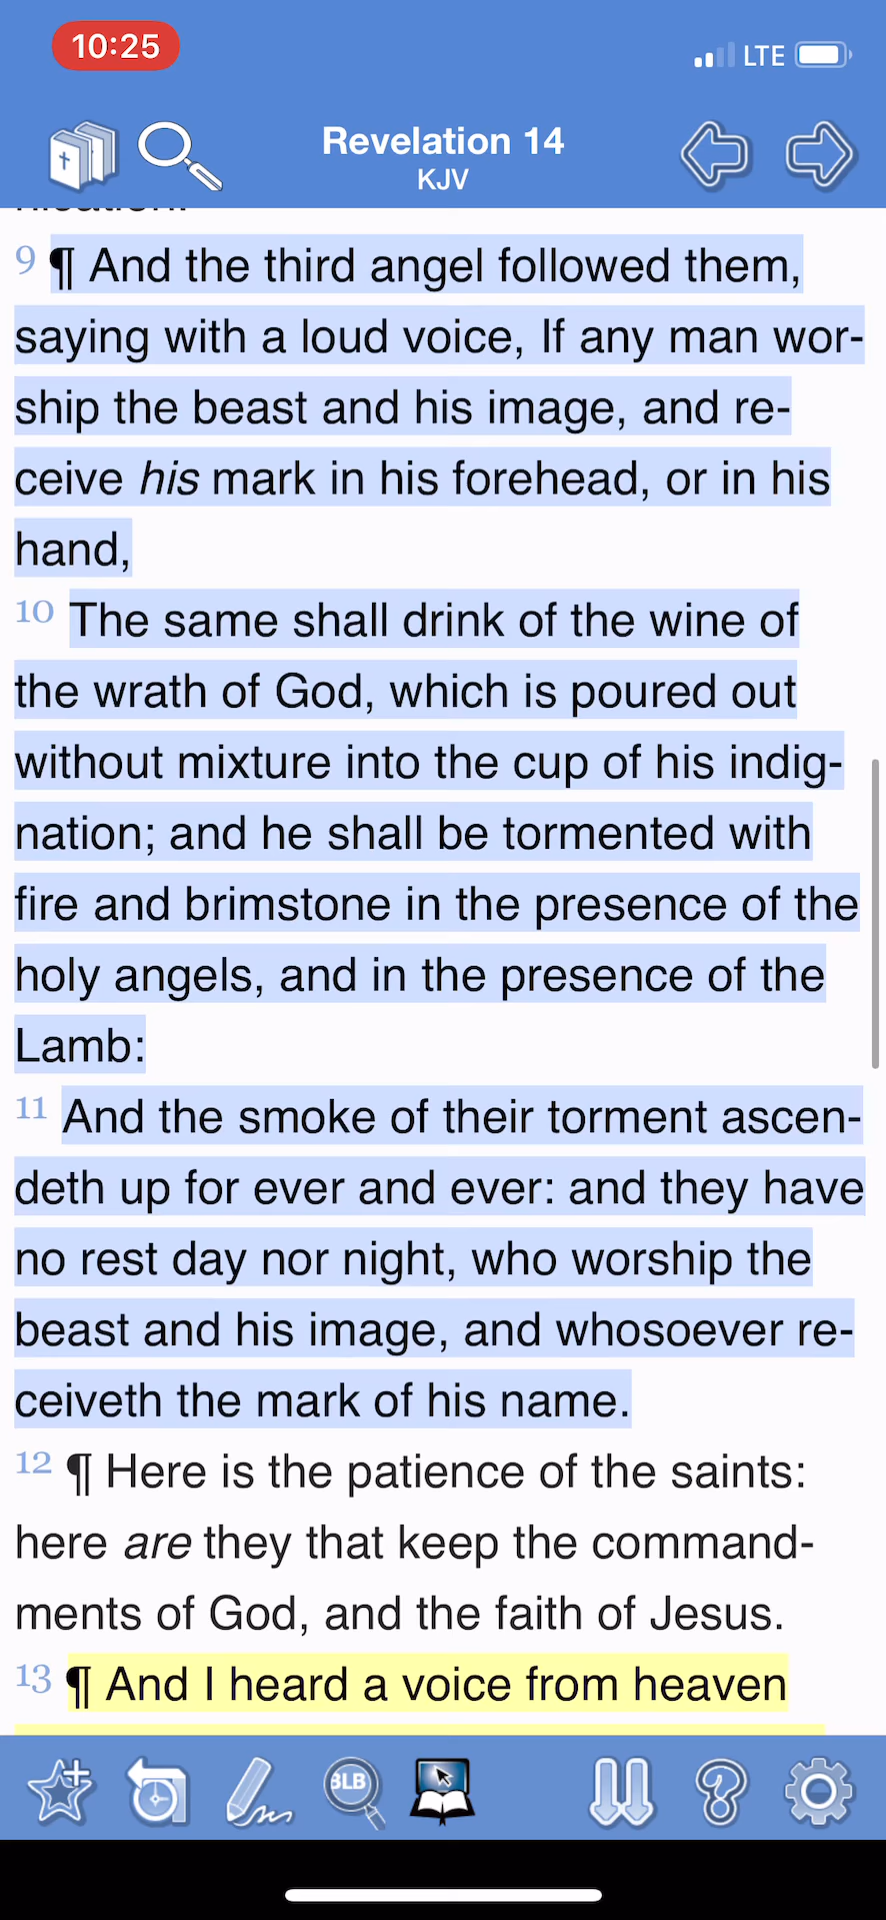 10:25
LTE
Revelation 14
KJV
9 ¶ And the third angel followed them,
saying with a loud voice, If any man wor-
ship the beast and his image, and re-
ceive his mark in his forehead, or in his
hand,
10 The same shall drink of the wine of
the wrath of God, which is poured out
without mixture into the cup of his indig-
nation; and he shall be tormented with
fire and brimstone in the presence of the
holy angels, and in the presence of the
Lamb:
11 And the smoke of their torment ascen-
deth up for ever and ever: and they have
no rest day nor night, who worship the
beast and his image, and whosoever re-
ceiveth the mark of his name.
12 ¶ Here is the patience of the saints:
here are they that keep the command-
ments of God, and the faith of Jesus.
13 ¶ And I heard a voice from heaven
BLB